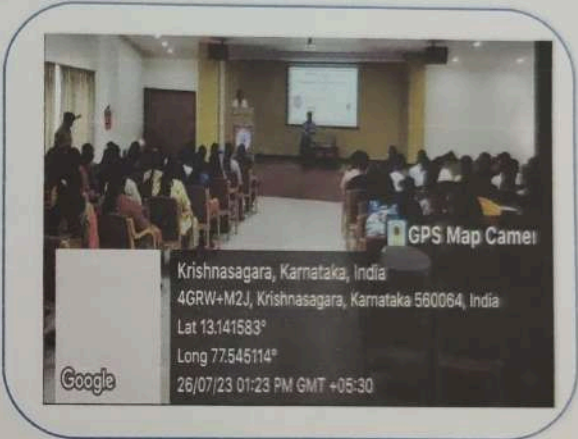 GPS Map Camer
Krishnasagara, Karnataka, India
4GRW+M2J, Krishnasagara, Karnataka 560064, India
Lat 13.141583°
Long 77.545114°
26/07/23 01:23 PM GMT +05:30
Google